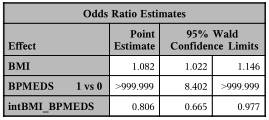 Odds Ratio Estimates
Effect Point Estimate 95% Wald Confidence Limits
BMI 1.082 1.022 1.146
BPMEDS 1 vs 0 >999.999 8.402 >999.999
intBMI_BPMEDS 0.806 0.665 0.977